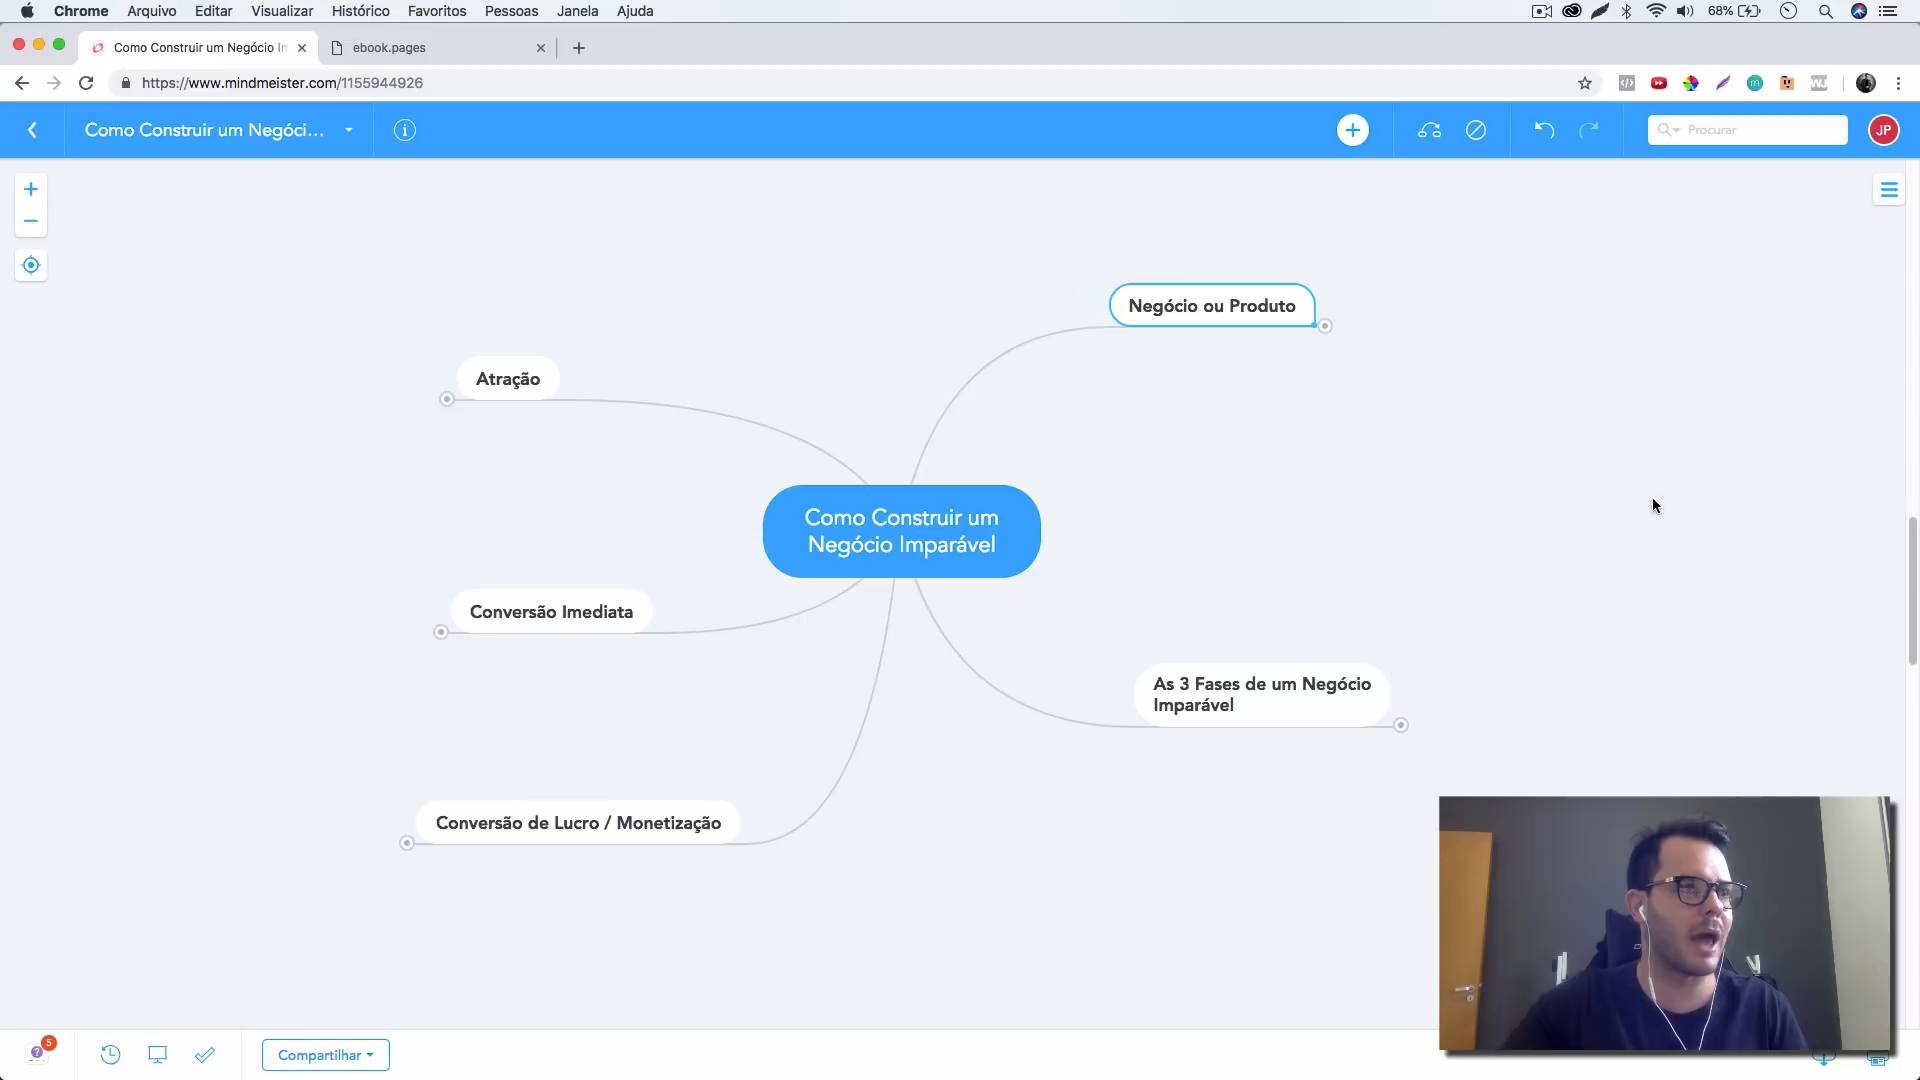 Chrome Arquivo Editar Visualizar Histórico Favoritos Pessoas Janela Ajuda
68%
Como Construir um Negócio I
ebook.pages
https://www.mindmeister.com/1155944926
Como Construir um Negóci...
Procurar
JP
Negócio ou Produto
Atração
Como Construir um
Negócio Imparável
Conversão Imediata
As 3 Fases de um Negócio
Imparável
Conversão de Lucro / Monetização
5
Compartilhar